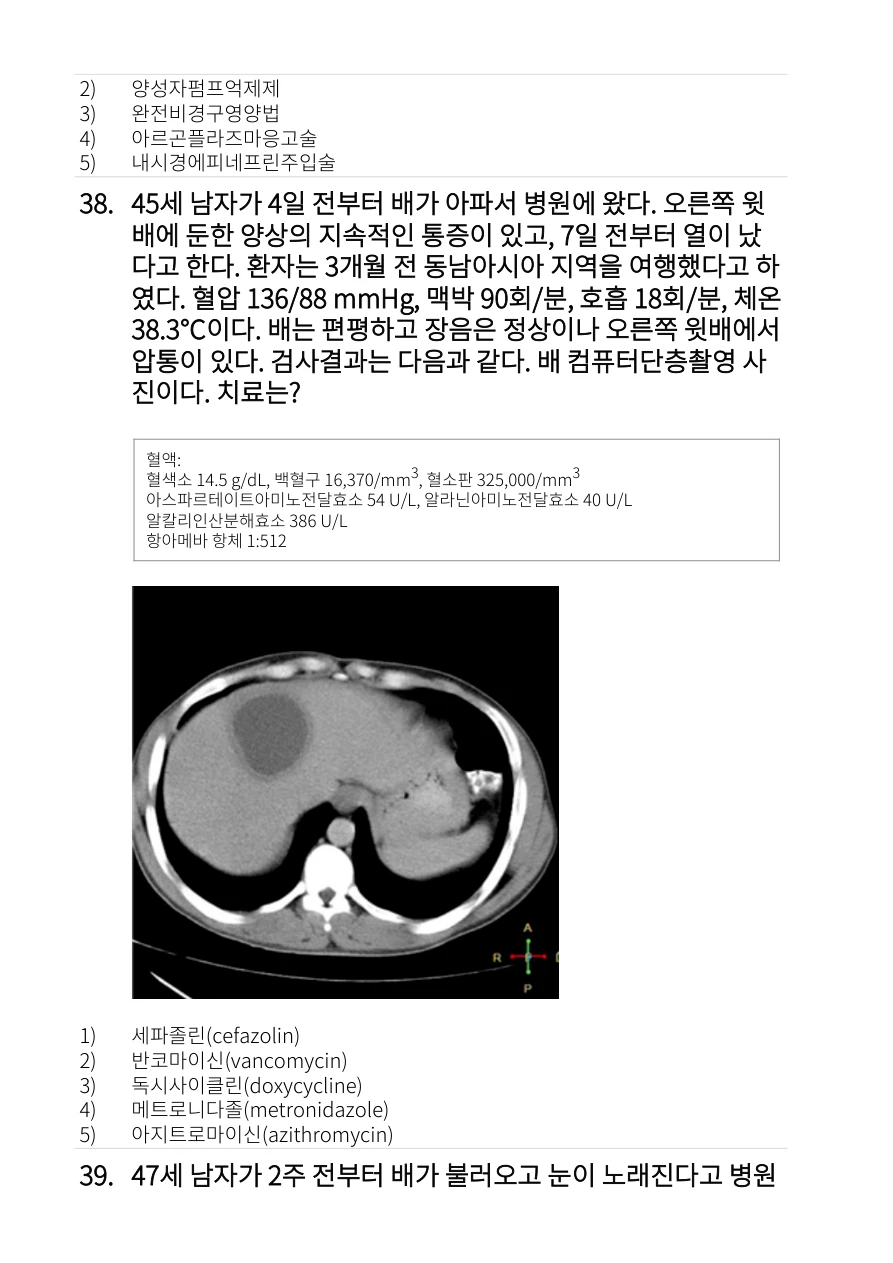 2) 양성자펌프억제제
3) 완전비경구영양법
4) 아르곤플라즈마응고술
5) 내시경에피네프린주입술
38. 45세 남자가 4일 전부터 배가 아파서 병원에 왔다. 오른쪽 윗
배에 둔한 양상의 지속적인 통증이 있고, 7일 전부터 열이 났
다고 한다. 환자는 3개월 전 동남아시아 지역을 여행했다고 하
였다. 혈압 136/88 mmHg, 맥박 90회/분, 호흡 18회/분, 체온
38.3℃이다. 배는 편평하고 장음은 정상이나 오른쪽 윗배에서
압통이 있다. 검사결과는 다음과 같다. 배 컴퓨터단층촬영 사
진이다. 치료는?
혈액:
혈색소 14.5 g/dL, 백혈구 16,370/mm³, 혈소판 325,000/mm³
아스파르테이트아미노전달효소 54 U/L, 알라닌아미노전달효소 40 U/L
알칼리인산분해효소 386 U/L
항아메바 항체 1:512
A
R
P
1) 세파졸린(cefazolin)
2) 반코마이신(vancomycin)
3) 독시사이클린(doxycycline)
4) 메트로니다졸(metronidazole)
5) 아지트로마이신(azithromycin)
39. 47세 남자가 2주 전부터 배가 불러오고 눈이 노래진다고 병원